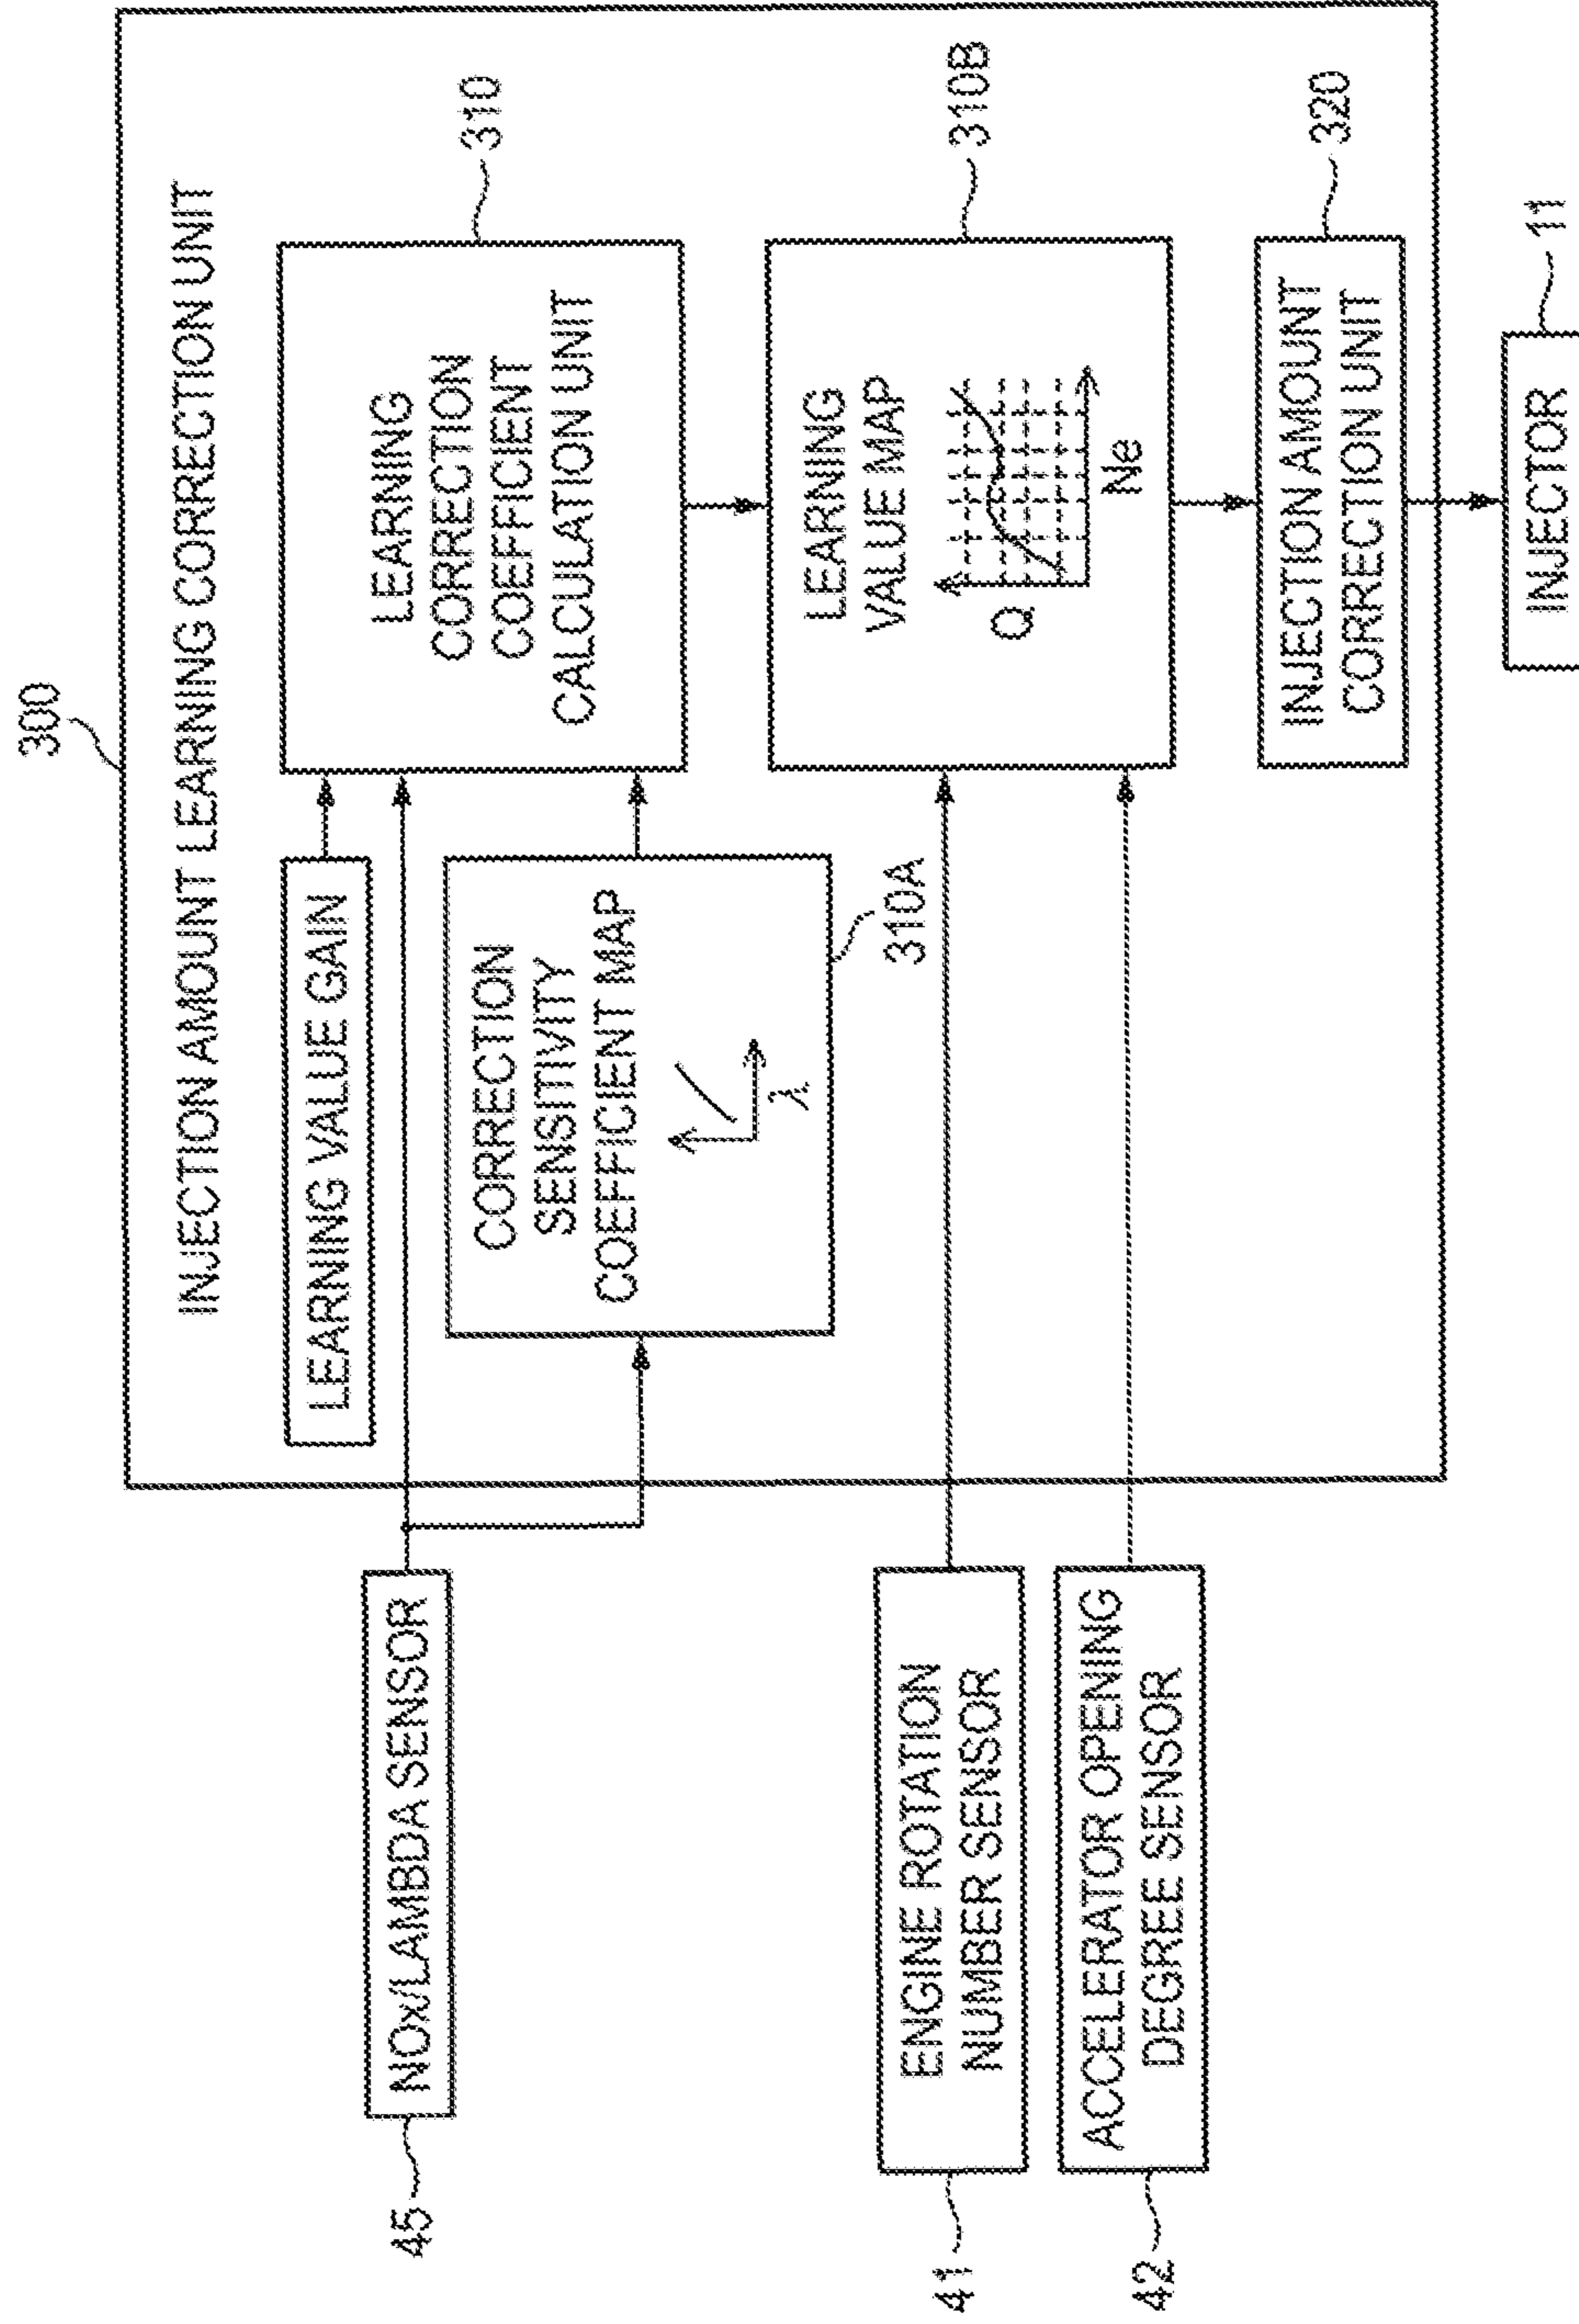 300
INJECTION AMOUNT LEARNING CORRECTION UNIT
LEARNING VALUE GAIN
LEARNING
CORRECTION
COEFFICIENT
CALCULATION UNIT
310
45
NOx/LAMBDA SENSOR
CORRECTION
SENSITIVITY
COEFFICIENT MAP
λ
310A
LEARNING
VALUE MAP
Q
Ne
310B
41
ENGINE ROTATION
NUMBER SENSOR
42
ACCELERATOR OPENING
DEGREE SENSOR
INJECTION AMOUNT
CORRECTION UNIT
320
INJECTOR
11